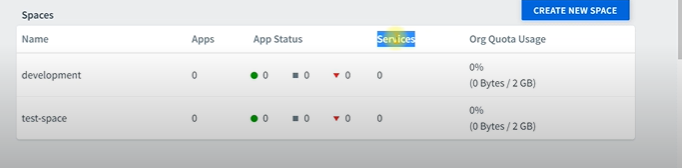 CREATE NEW SPACE
Spaces
Name Apps App Status Services Org Quota Usage
development 0 0 0 0 0 0%
(0 Bytes / 2 GB)
test-space 0 0 0 0 0 0%
(0 Bytes / 2 GB)